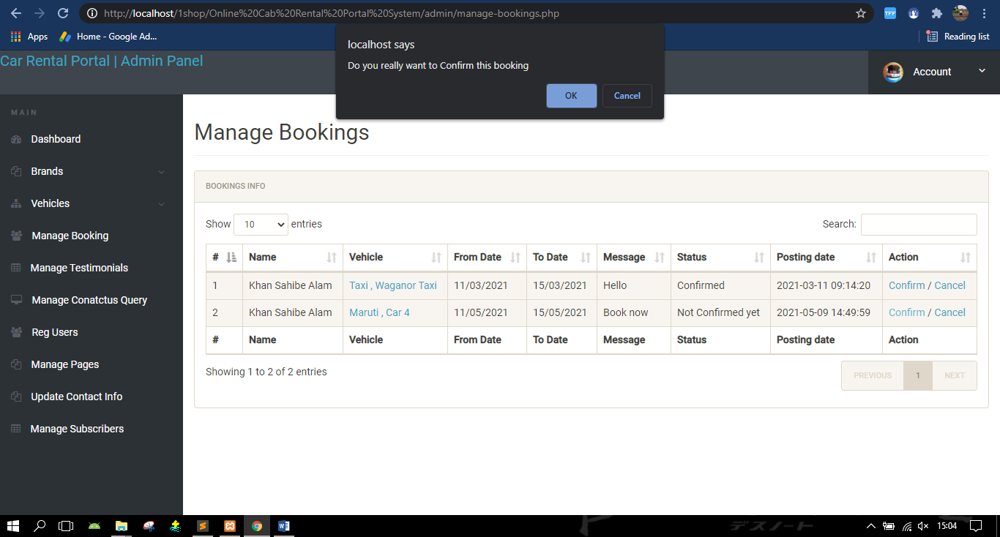 http://localhost/1shop/Online%20Cab%20Rental%20Portal%20System/admin/manage-bookings.php
TFF
Apps
Home - Google Ad...
Reading list
localhost says
Do you really want to Confirm this booking
OK Cancel
Car Rental Portal | Admin Panel
Account
MAIN
Dashboard
Brands
Vehicles
Manage Booking
Manage Testimonials
Manage Conatctus Query
Reg Users
Manage Pages
Update Contact Info
Manage Subscribers
Manage Bookings
BOOKINGS INFO
Show 10 entries
Search:
# Name Vehicle From Date To Date Message Status Posting date Action
1 Khan Sahibe Alam Taxi , Waganor Taxi 11/03/2021 15/03/2021 Hello Confirmed 2021-03-11 09:14:20 Confirm / Cancel
2 Khan Sahibe Alam Maruti , Car 4 11/05/2021 15/05/2021 Book now Not Confirmed yet 2021-05-09 14:49:59 Confirm / Cancel
# Name Vehicle From Date To Date Message Status Posting date Action
Showing 1 to 2 of 2 entries
PREVIOUS 1 NEXT
デスノート
15:04